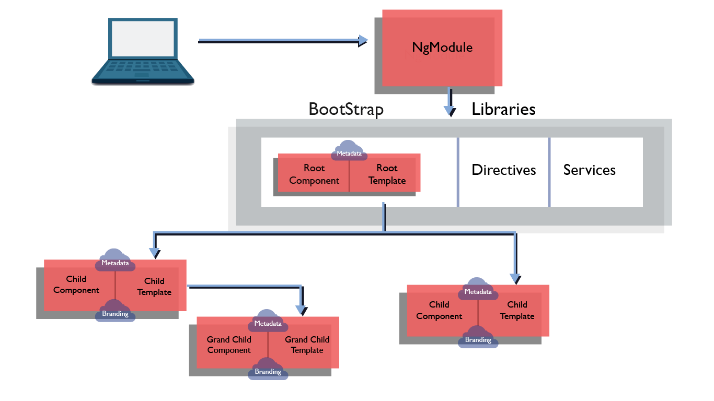 NgModule
BootStrap
Libraries
Metadata
Root
Component
Root
Template
Directives
Services
Metadata
Child
Component
Child
Template
Branding
Metadata
Grand Child
Component
Grand Child
Template
Branding
Metadata
Child
Component
Child
Template
Branding